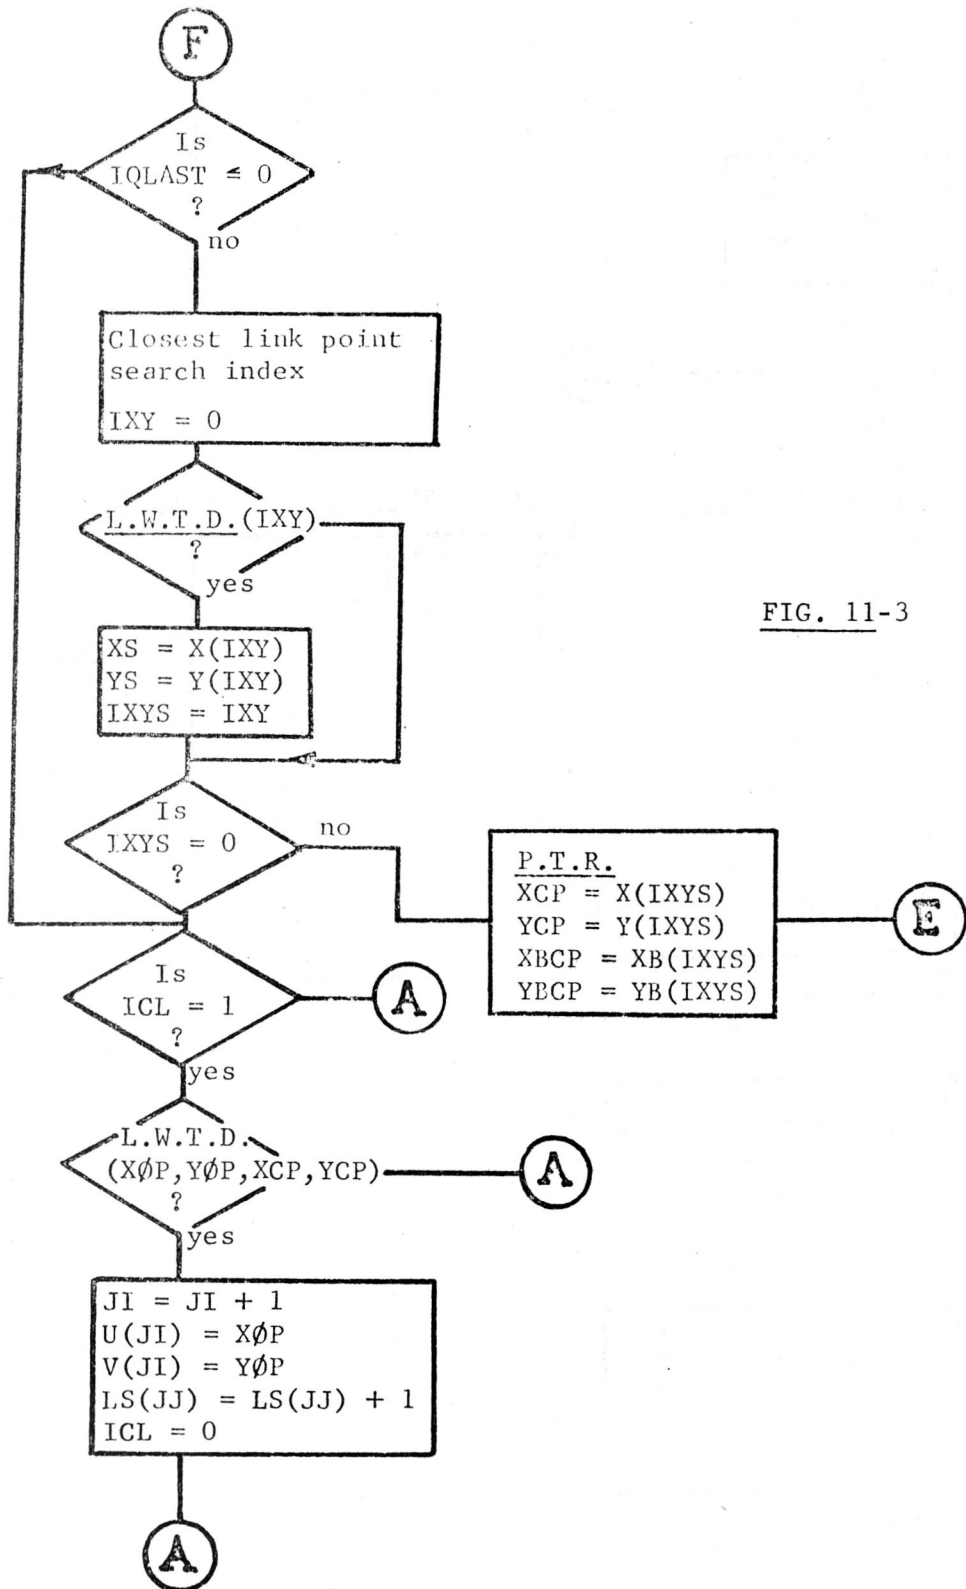 F
Is
IQLAST ≤ 0
?
no
Closest link point
search index
IXY = 0
L.W.T.D.(IXY)
?
yes
XS = X(IXY)
YS = Y(IXY)
IXYS = IXY
FIG. 11-3
Is
IXYS = 0
?
no
P.T.R.
XCP = X(IXYS)
YCP = Y(IXYS)
XBCP = XB(IXYS)
YBCP = YB(IXYS)
E
Is
ICL = 1
?
A
yes
L.W.T.D.
(XØP,YØP,XCP,YCP)
?
A
yes
JI = JI + 1
U(JI) = XØP
V(JI) = YØP
LS(JJ) = LS(JJ) + 1
ICL = 0
A